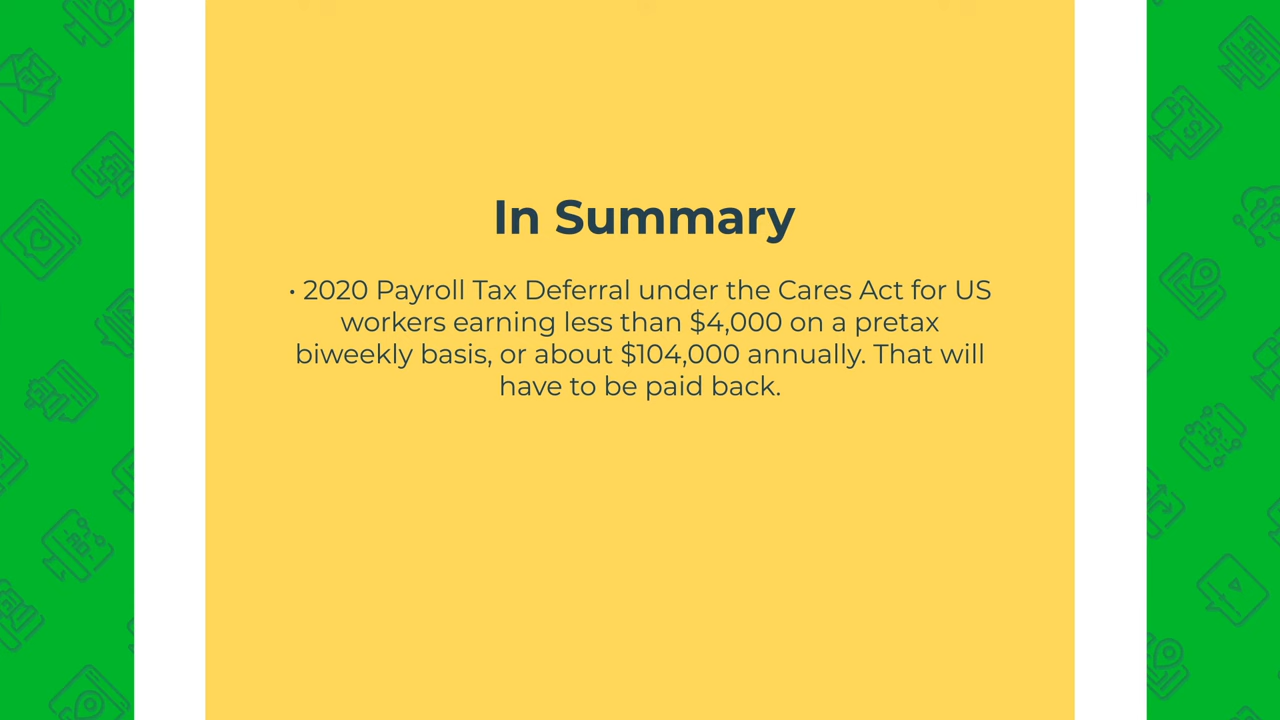 In Summary
• 2020 Payroll Tax Deferral under the Cares Act for US
workers earning less than $4,000 on a pretax
biweekly basis, or about $104,000 annually. That will
have to be paid back.